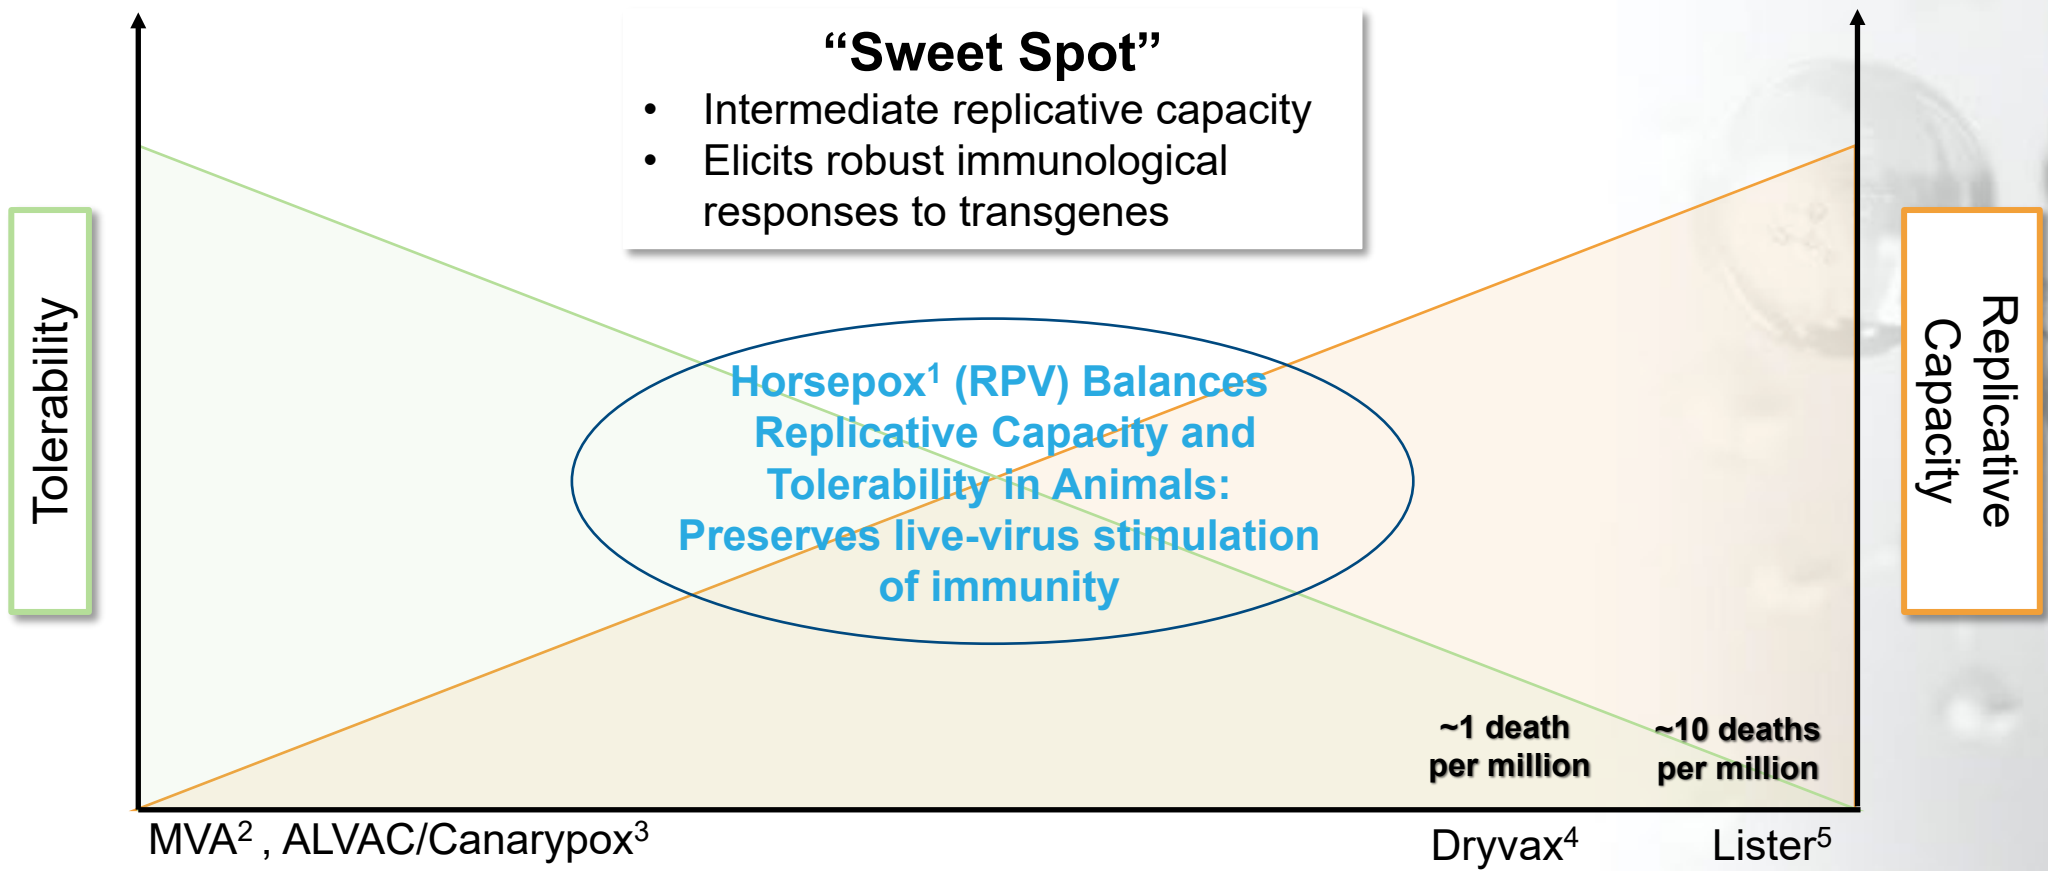 “Sweet Spot”
• Intermediate replicative capacity
• Elicits robust immunological
responses to transgenes
Tolerability
Horsepox¹ (RPV) Balances
Replicative Capacity and
Tolerability in Animals:
Preserves live-virus stimulation
of immunity
Replicative
Capacity
~1 death
per million
~10 deaths
per million
MVA² , ALVAC/Canarypox³
Dryvax⁴
Lister⁵